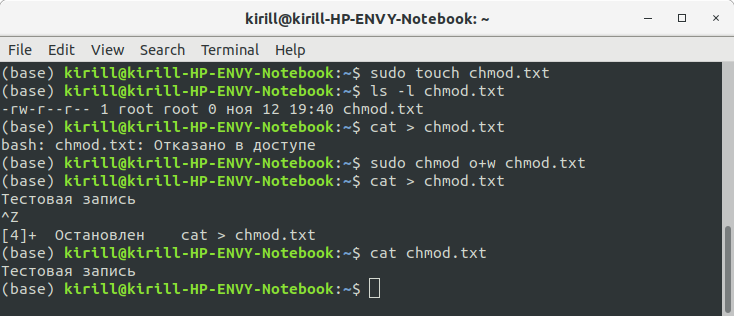 kirill@kirill-HP-ENVY-Notebook: ~
File Edit View Search Terminal Help
(base) kirill@kirill-HP-ENVY-Notebook:~$ sudo touch chmod.txt
(base) kirill@kirill-HP-ENVY-Notebook:~$ ls -l chmod.txt
-rw-r--r-- 1 root root 0 ноя 12 19:40 chmod.txt
(base) kirill@kirill-HP-ENVY-Notebook:~$ cat > chmod.txt
bash: chmod.txt: Отказано в доступе
(base) kirill@kirill-HP-ENVY-Notebook:~$ sudo chmod o+w chmod.txt
(base) kirill@kirill-HP-ENVY-Notebook:~$ cat > chmod.txt
Тестовая запись
^Z
[4]+  Остановлен    cat > chmod.txt
(base) kirill@kirill-HP-ENVY-Notebook:~$ cat chmod.txt
Тестовая запись
(base) kirill@kirill-HP-ENVY-Notebook:~$